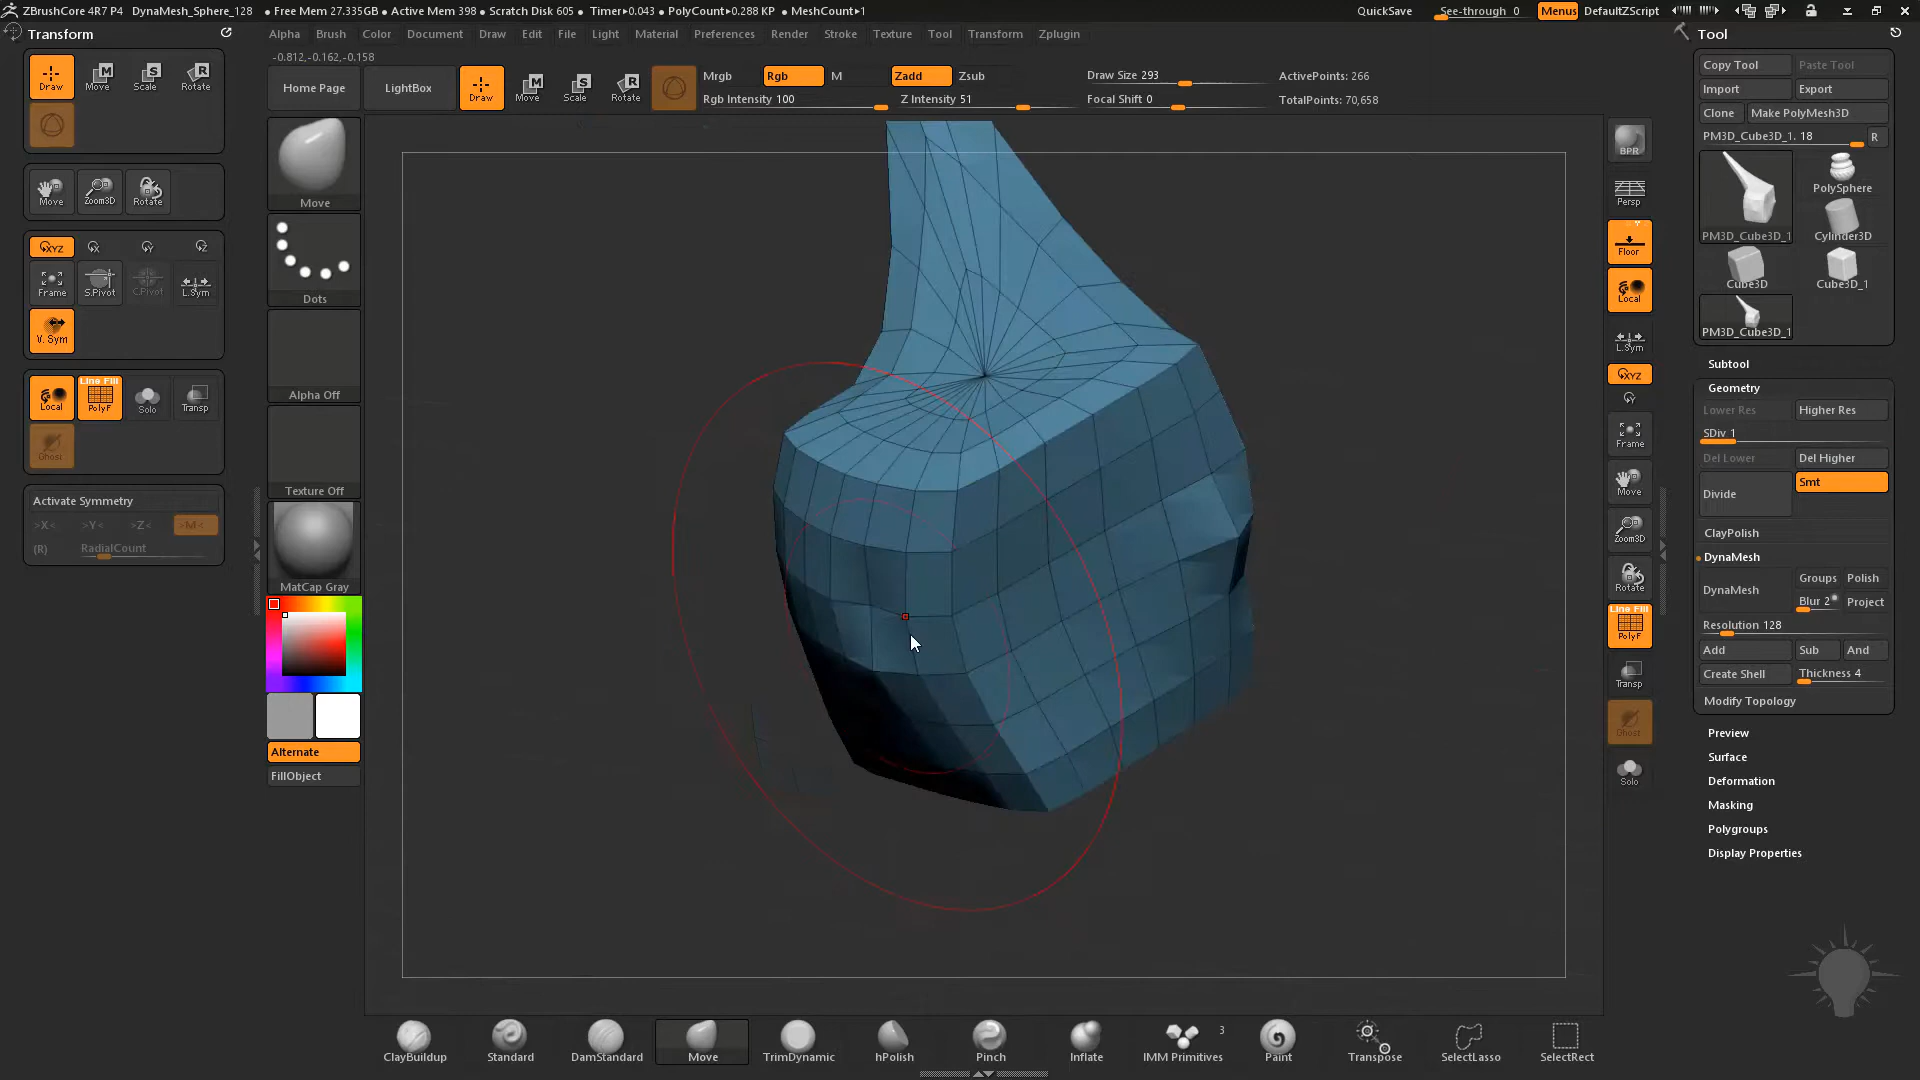 ZBrushCore 4R7 P4 DynaMesh_Sphere_128 • Free Mem 27.335GB • Active Mem 398 • Scratch Disk 605 • Timer▸0.043 • PolyCount▸0.288 KP • MeshCount▸1 QuickSave See-through 0 Menus DefaultZScript
Transform
Alpha Brush Color Document Draw Edit File Light Material Preferences Render Stroke Texture Tool Transform Zplugin
Tool
-0.812,-0.162,-0.158
Draw Move Scale Rotate
Home Page LightBox Draw Move Scale Rotate
Mrgb Rgb M Zadd Zsub
Rgb Intensity 100 Z Intensity 51
Draw Size 293 ActivePoints: 266
Focal Shift 0 TotalPoints: 70,658
Copy Tool Paste Tool
Import Export
Clone Make PolyMesh3D
PM3D_Cube3D_1. 18 R
PM3D_Cube3D_1
PolySphere
Cylinder3D
Cube3D Cube3D_1
PM3D_Cube3D_1
Subtool
Geometry
Lower Res Higher Res
SDiv 1
Del Lower Del Higher
Divide Smt
ClayPolish
DynaMesh
DynaMesh Groups Polish
Blur 2 Project
Resolution 128
Add Sub And
Create Shell Thickness 4
Modify Topology
Preview
Surface
Deformation
Masking
Polygroups
Display Properties
Move Zoom3D Rotate
XYZ X Y Z
Frame S.Pivot C.Pivot L.Sym
V. Sym
Local Line Fill PolyF Solo Transp
Ghost
Activate Symmetry
>X< >Y< >Z< >M<
(R) RadialCount
Move
Dots
Alpha Off
Texture Off
MatCap Gray
Alternate
FillObject
BPR
Persp
Floor
Local
L.Sym
XYZ
Y
Frame
Move
Zoom3D
Rotate
Line Fill
PolyF
Transp
Ghost
Solo
3
ClayBuildup Standard DamStandard Move TrimDynamic hPolish Pinch Inflate IMM Primitives Paint Transpose SelectLasso SelectRect